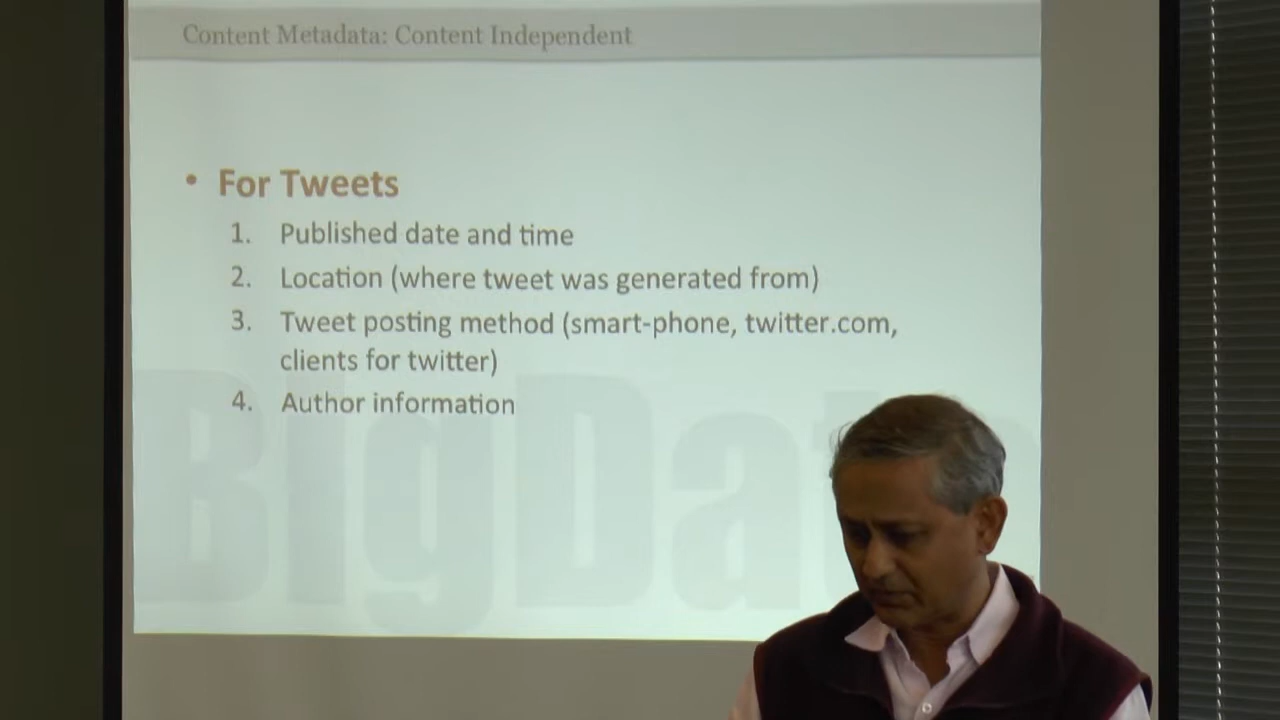 Content Metadata: Content Independent
• For Tweets
1. Published date and time
2. Location (where tweet was generated from)
3. Tweet posting method (smart-phone, twitter.com,
clients for twitter)
4. Author information
BigData